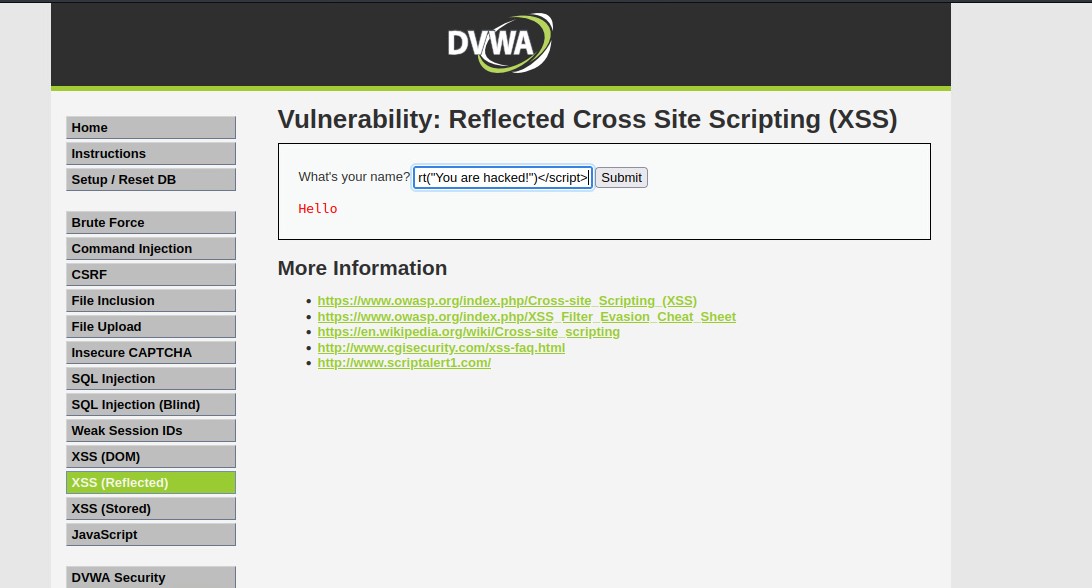 DVWA
Vulnerability: Reflected Cross Site Scripting (XSS)
What's your name? rt("You are hacked!")</script> Submit
Hello
More Information
https://www.owasp.org/index.php/Cross-site_Scripting_(XSS)
https://www.owasp.org/index.php/XSS_Filter_Evasion_Cheat_Sheet
https://en.wikipedia.org/wiki/Cross-site_scripting
http://www.cgisecurity.com/xss-faq.html
http://www.scriptalert1.com/
Home
Instructions
Setup / Reset DB
Brute Force
Command Injection
CSRF
File Inclusion
File Upload
Insecure CAPTCHA
SQL Injection
SQL Injection (Blind)
Weak Session IDs
XSS (DOM)
XSS (Reflected)
XSS (Stored)
JavaScript
DVWA Security